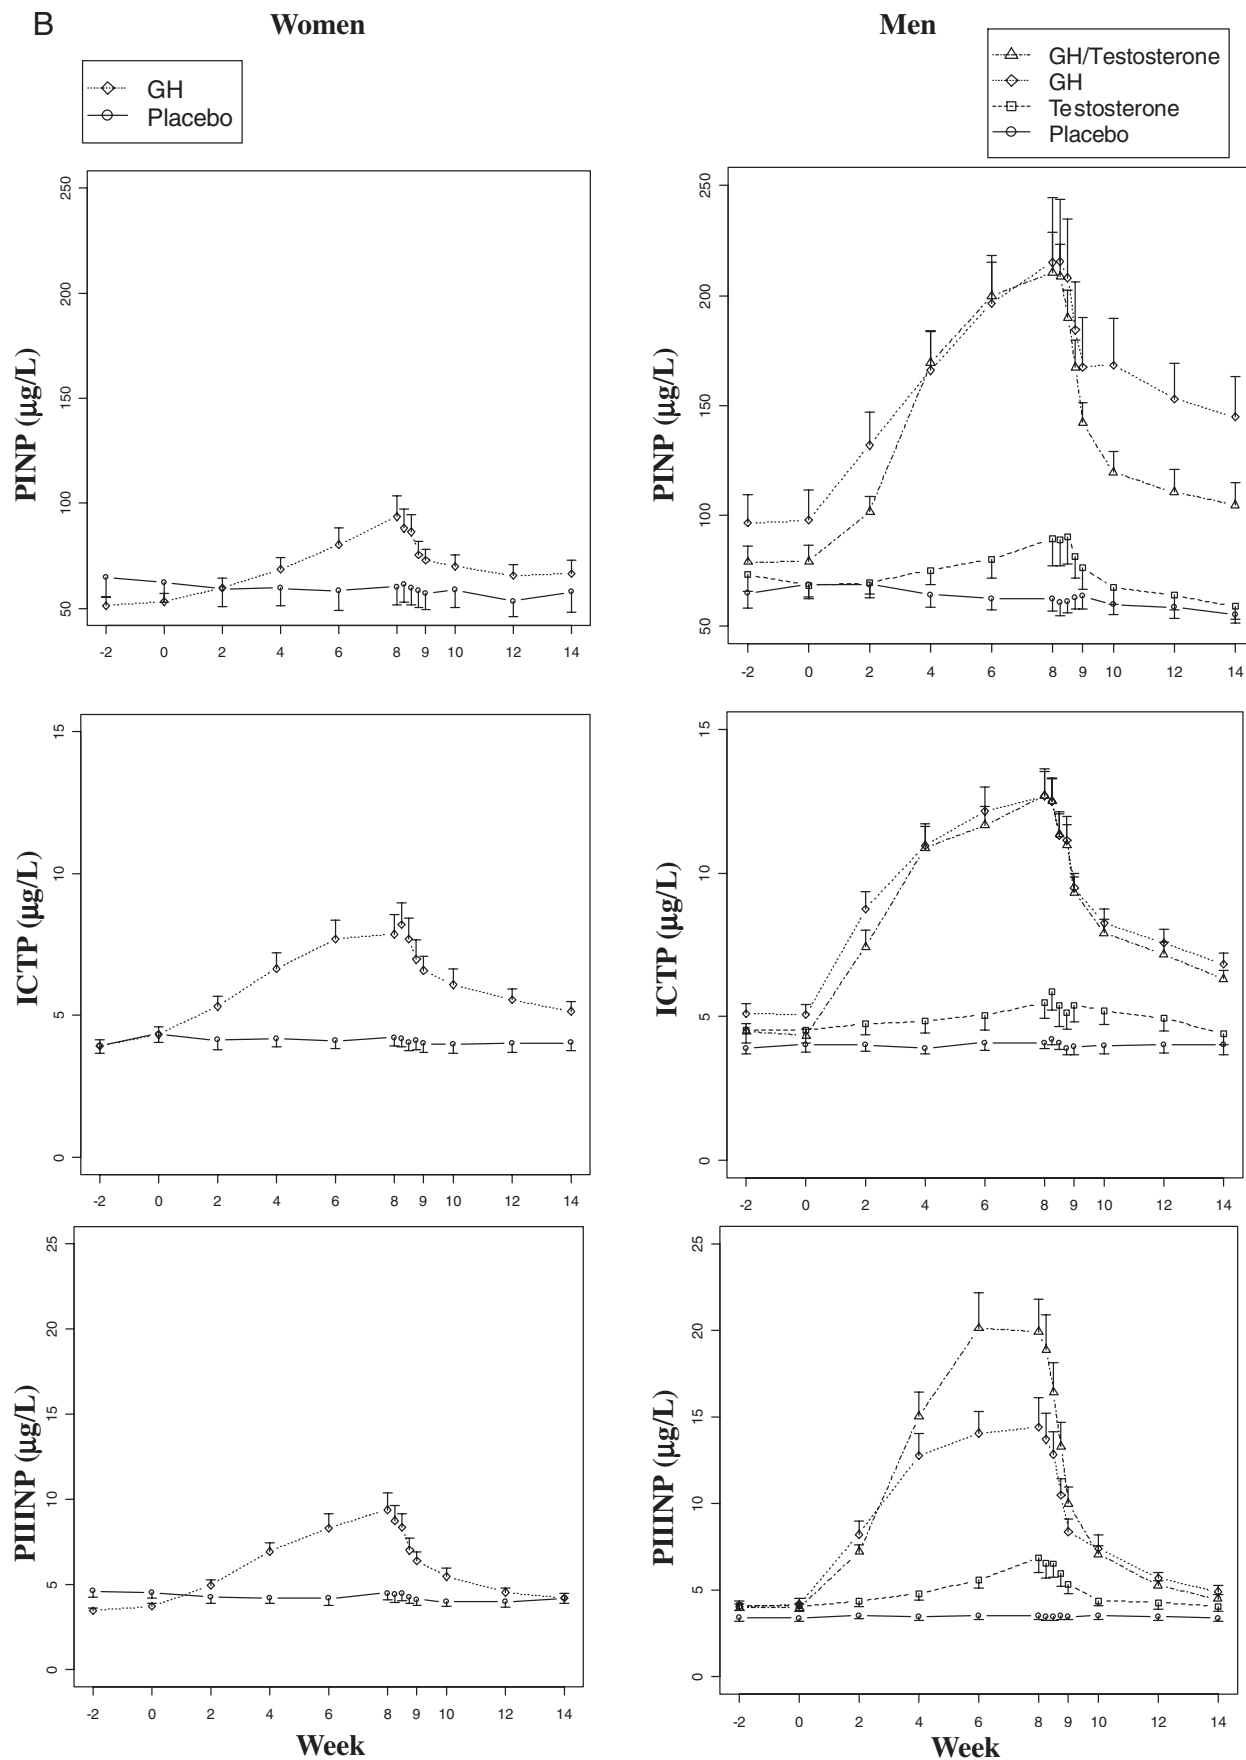 B
Women
Men
GH
Placebo
GH/Testosterone
GH
Testosterone
Placebo
PINP (µg/L)
250
200
150
100
50
-2 0 2 4 6 8 9 10 12 14
PINP (µg/L)
250
200
150
100
50
-2 0 2 4 6 8 9 10 12 14
ICTP (µg/L)
15
10
5
0
-2 0 2 4 6 8 9 10 12 14
ICTP (µg/L)
15
10
5
0
-2 0 2 4 6 8 9 10 12 14
PIIINP (µg/L)
25
20
15
10
5
0
-2 0 2 4 6 8 9 10 12 14
Week
PIIINP (µg/L)
25
20
15
10
5
0
-2 0 2 4 6 8 9 10 12 14
Week